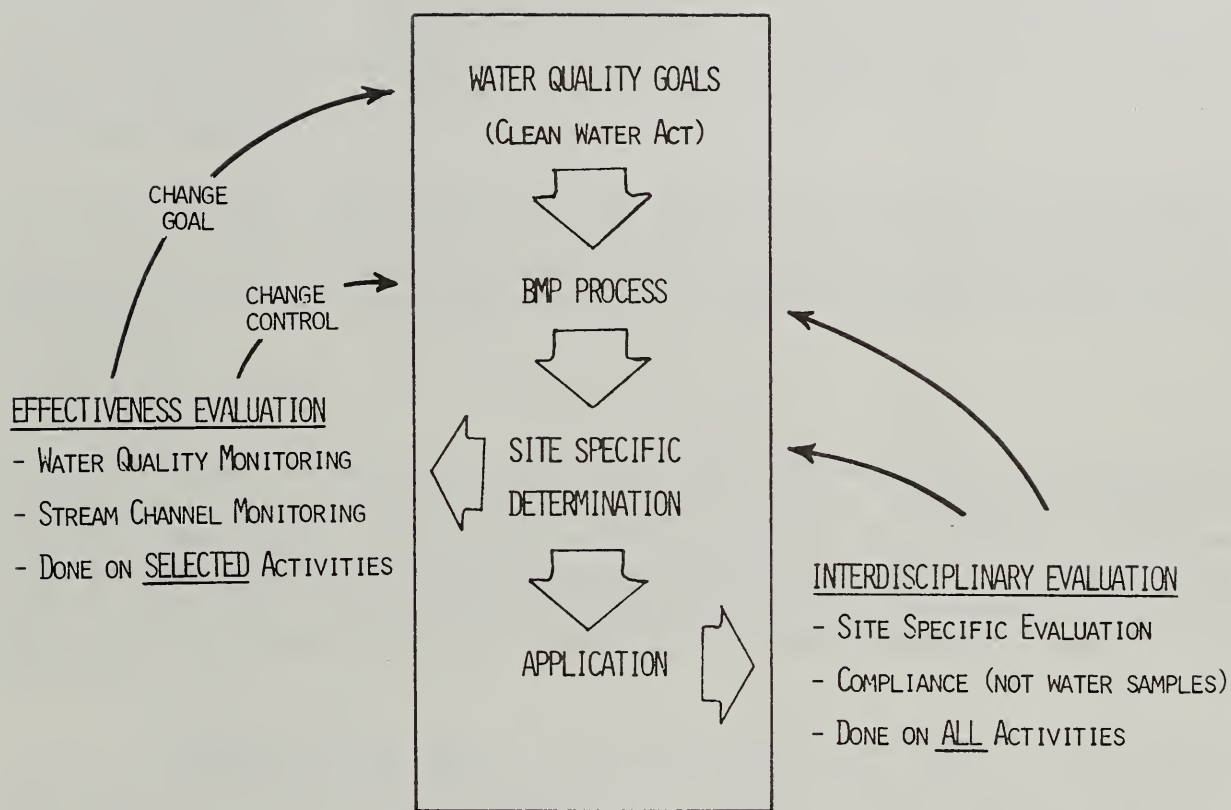 WATER QUALITY GOALS
(CLEAN WATER ACT)
CHANGE
GOAL
BMP PROCESS
CHANGE
CONTROL
EFFECTIVENESS EVALUATION
- WATER QUALITY MONITORING
- STREAM CHANNEL MONITORING
- DONE ON SELECTED ACTIVITIES
SITE SPECIFIC
DETERMINATION
APPLICATION
INTERDISCIPLINARY EVALUATION
- SITE SPECIFIC EVALUATION
- COMPLIANCE (NOT WATER SAMPLES)
- DONE ON ALL ACTIVITIES